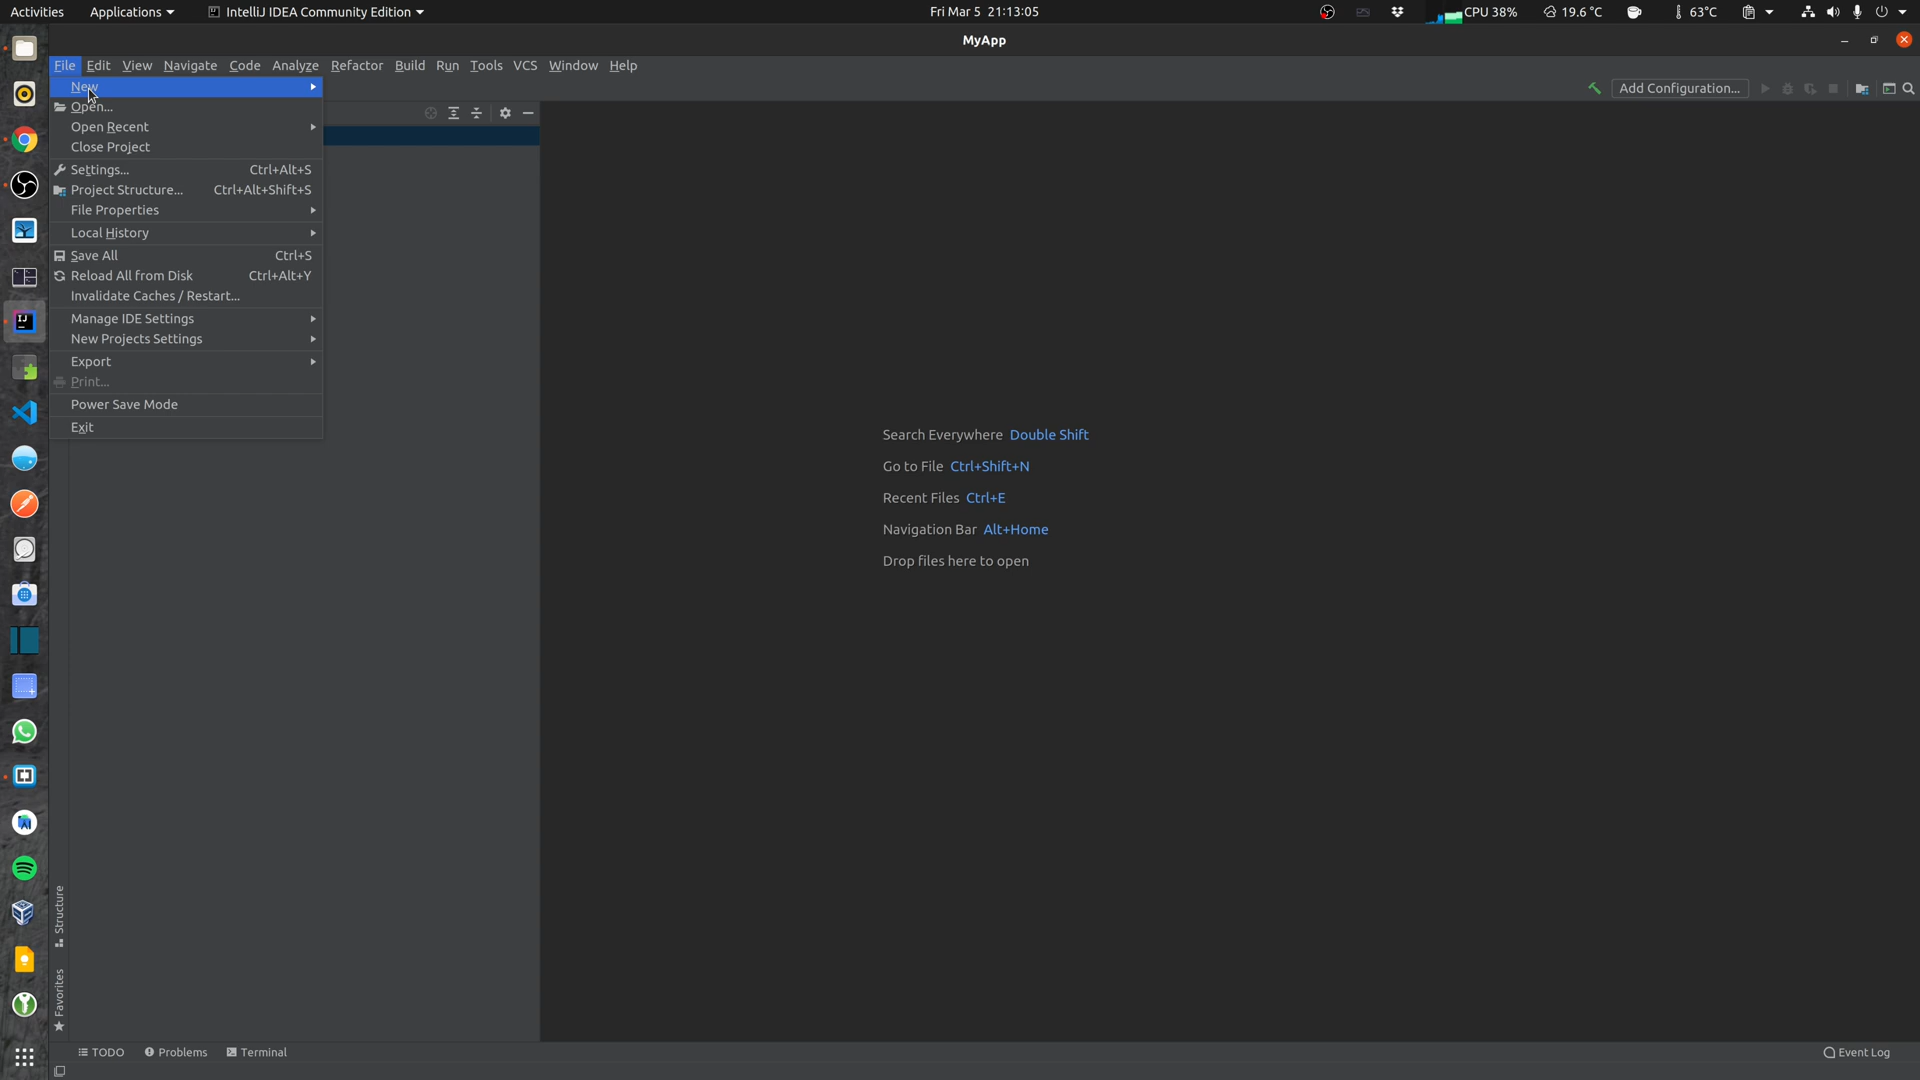 Activities Applications IntelliJ IDEA Community Edition Fri Mar 5 21:13:05 CPU 38% 19.6 °C 63°C
MyApp
File Edit View Navigate Code Analyze Refactor Build Run Tools VCS Window Help
New
Add Configuration...
Open...
Open Recent
Close Project
Settings... Ctrl+Alt+S
Project Structure... Ctrl+Alt+Shift+S
File Properties
Local History
Save All Ctrl+S
Reload All from Disk Ctrl+Alt+Y
Invalidate Caches / Restart...
Manage IDE Settings
New Projects Settings
Export
Print...
Power Save Mode
Exit
Search Everywhere Double Shift
Go to File Ctrl+Shift+N
Recent Files Ctrl+E
Navigation Bar Alt+Home
Drop files here to open
Structure
Favorites
TODO Problems Terminal Event Log